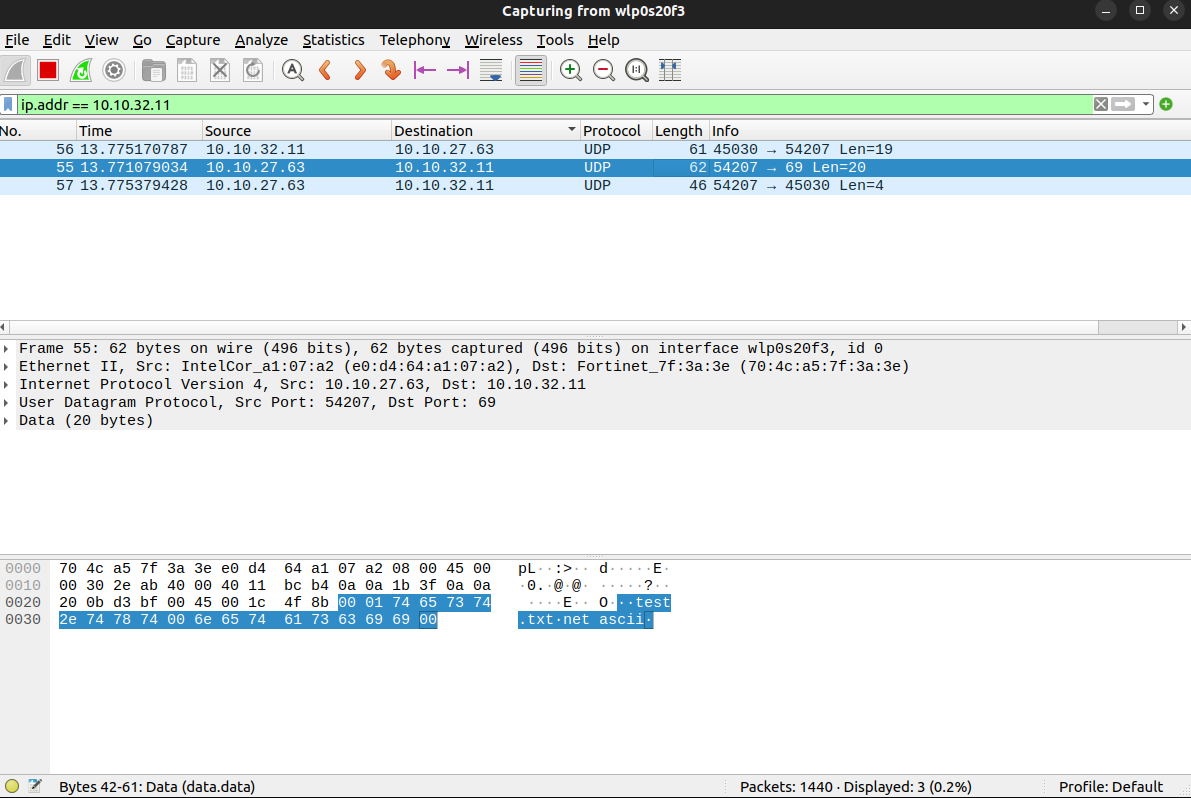 Capturing from wlp0s20f3
File Edit View Go Capture Analyze Statistics Telephony Wireless Tools Help
ip.addr == 10.10.32.11
No. Time Source Destination Protocol Length Info
56 13.775170787 10.10.32.11 10.10.27.63 UDP 61 45030 → 54207 Len=19
55 13.771079034 10.10.27.63 10.10.32.11 UDP 62 54207 → 69 Len=20
57 13.775379428 10.10.27.63 10.10.32.11 UDP 46 54207 → 45030 Len=4
Frame 55: 62 bytes on wire (496 bits), 62 bytes captured (496 bits) on interface wlp0s20f3, id 0
Ethernet II, Src: IntelCor_a1:07:a2 (e0:d4:64:a1:07:a2), Dst: Fortinet_7f:3a:3e (70:4c:a5:7f:3a:3e)
Internet Protocol Version 4, Src: 10.10.27.63, Dst: 10.10.32.11
User Datagram Protocol, Src Port: 54207, Dst Port: 69
Data (20 bytes)
0000 70 4c a5 7f 3a 3e e0 d4 64 a1 07 a2 08 00 45 00 pL··:>·· d·····E·
0010 00 30 2e ab 40 00 40 11 bc b4 0a 0a 1b 3f 0a 0a ·0.·@·@· ·····?··
0020 20 0b d3 bf 00 45 00 1c 4f 8b 00 01 74 65 73 74 ····E·· O···test
0030 2e 74 78 74 00 6e 65 74 61 73 63 69 69 00 .txt·net ascii·
Bytes 42-61: Data (data.data) Packets: 1440 · Displayed: 3 (0.2%) Profile: Default